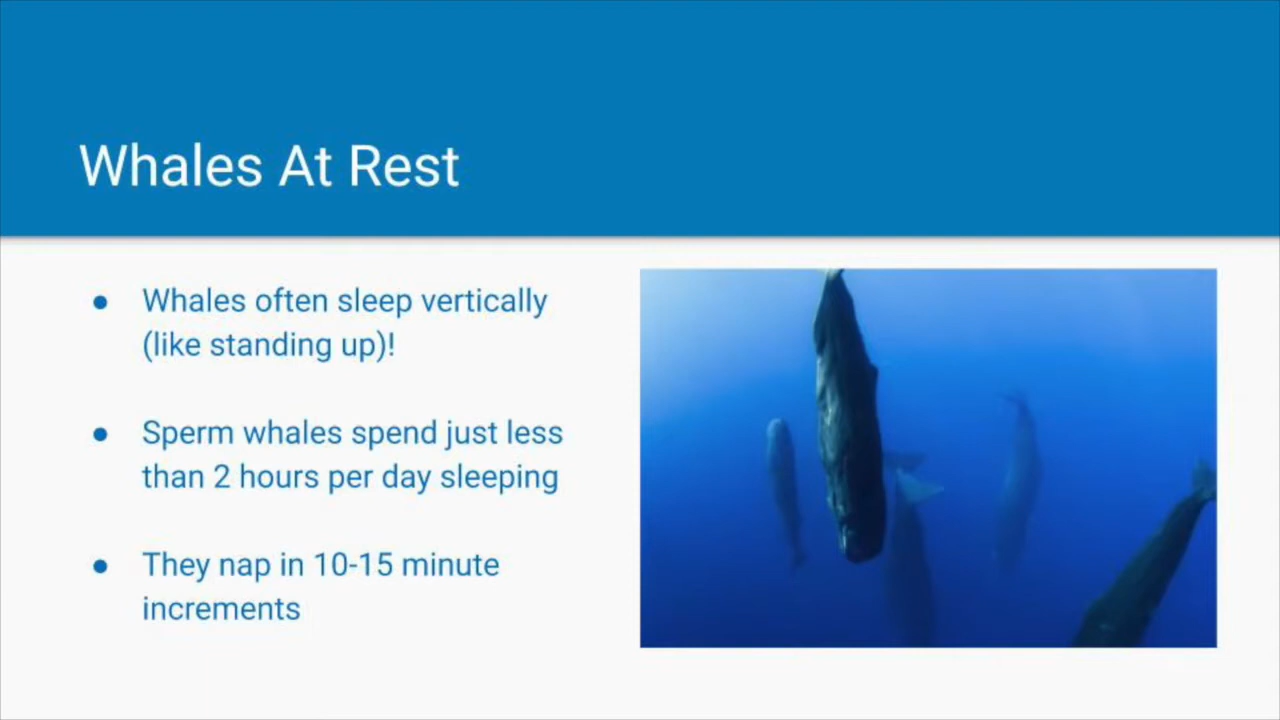 Whales At Rest
● Whales often sleep vertically
(like standing up)!
● Sperm whales spend just less
than 2 hours per day sleeping
● They nap in 10-15 minute
increments